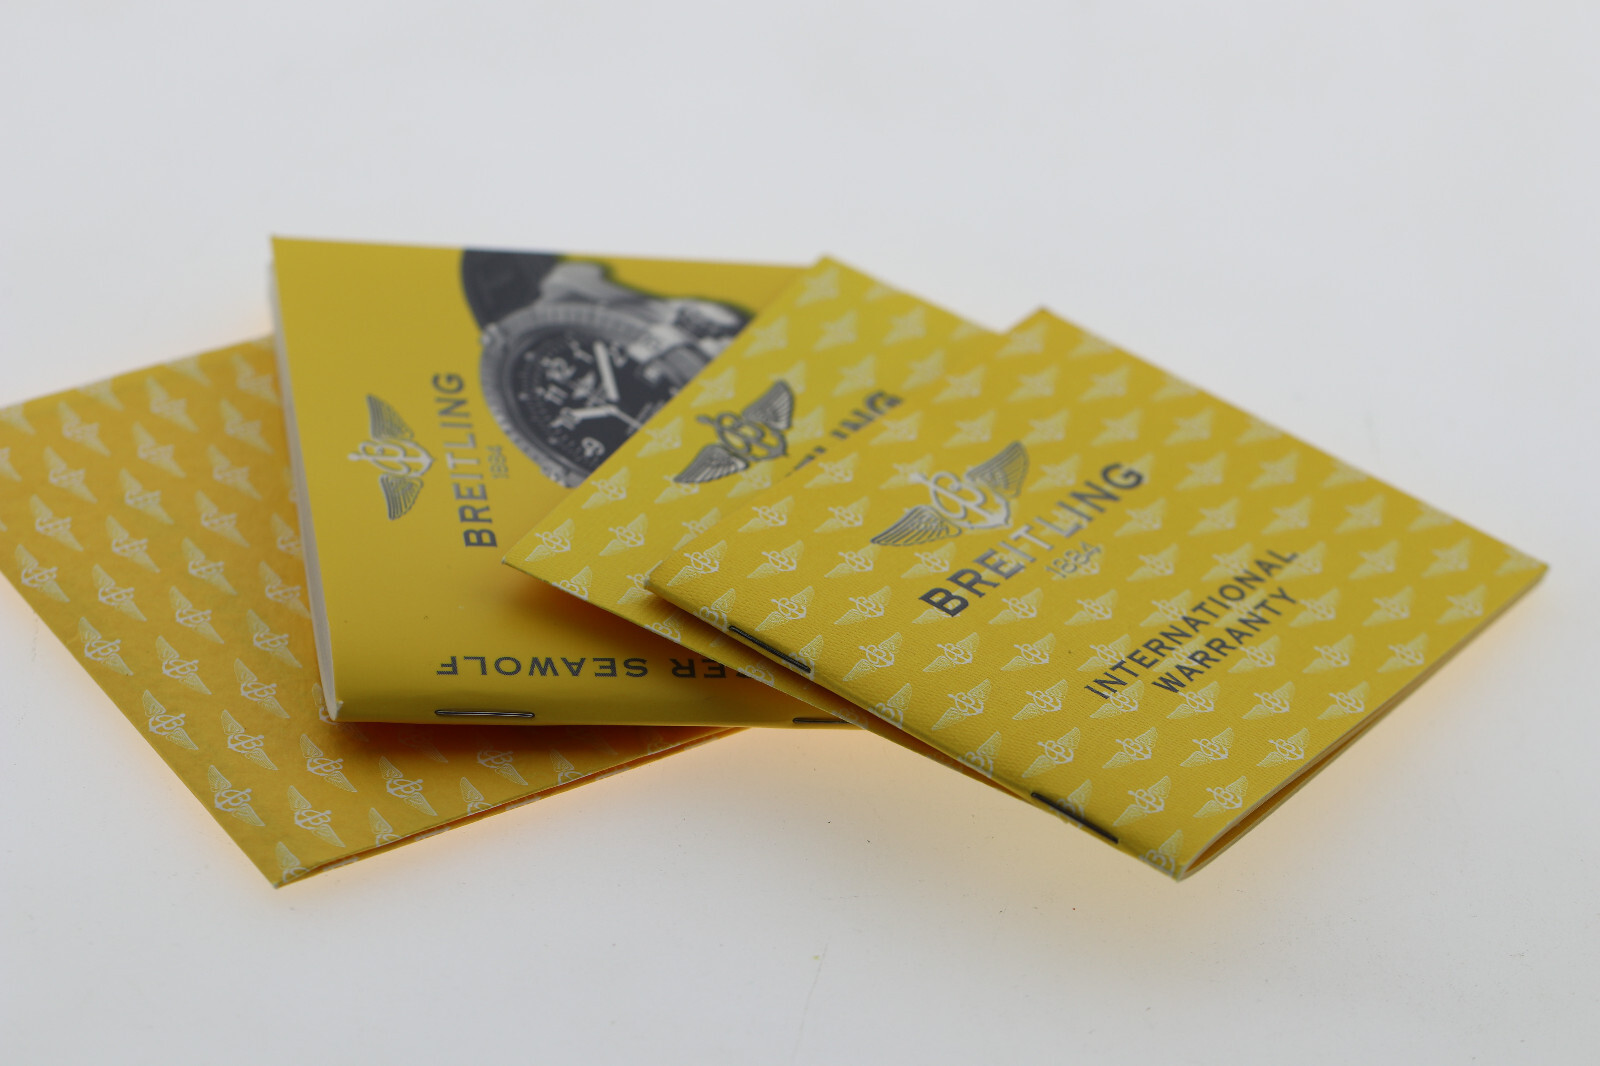 BREITLING
1884
ER SEAWOLF
BREITLING
1884
INTERNATIONAL
WARRANTY